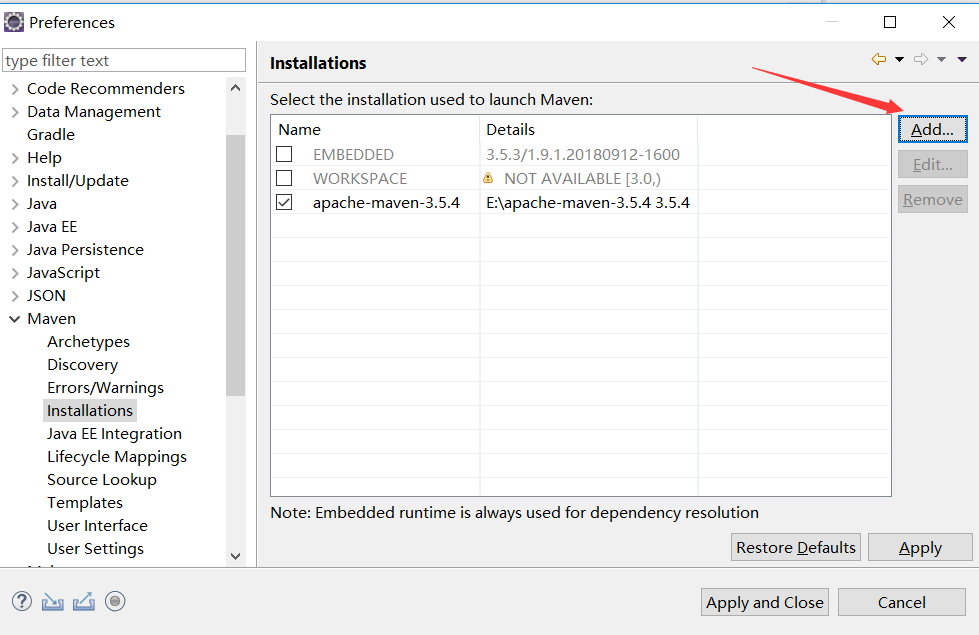 Preferences
type filter text
Code Recommenders
Data Management
Gradle
Help
Install/Update
Java
Java EE
Java Persistence
JavaScript
JSON
Maven
Archetypes
Discovery
Errors/Warnings
Installations
Java EE Integration
Lifecycle Mappings
Source Lookup
Templates
User Interface
User Settings
Installations
Select the installation used to launch Maven:
Name Details
EMBEDDED 3.5.3/1.9.1.20180912-1600
WORKSPACE NOT AVAILABLE [3.0,)
apache-maven-3.5.4 E:\apache-maven-3.5.4 3.5.4
Add...
Edit...
Remove
Note: Embedded runtime is always used for dependency resolution
Restore Defaults Apply
Apply and Close Cancel